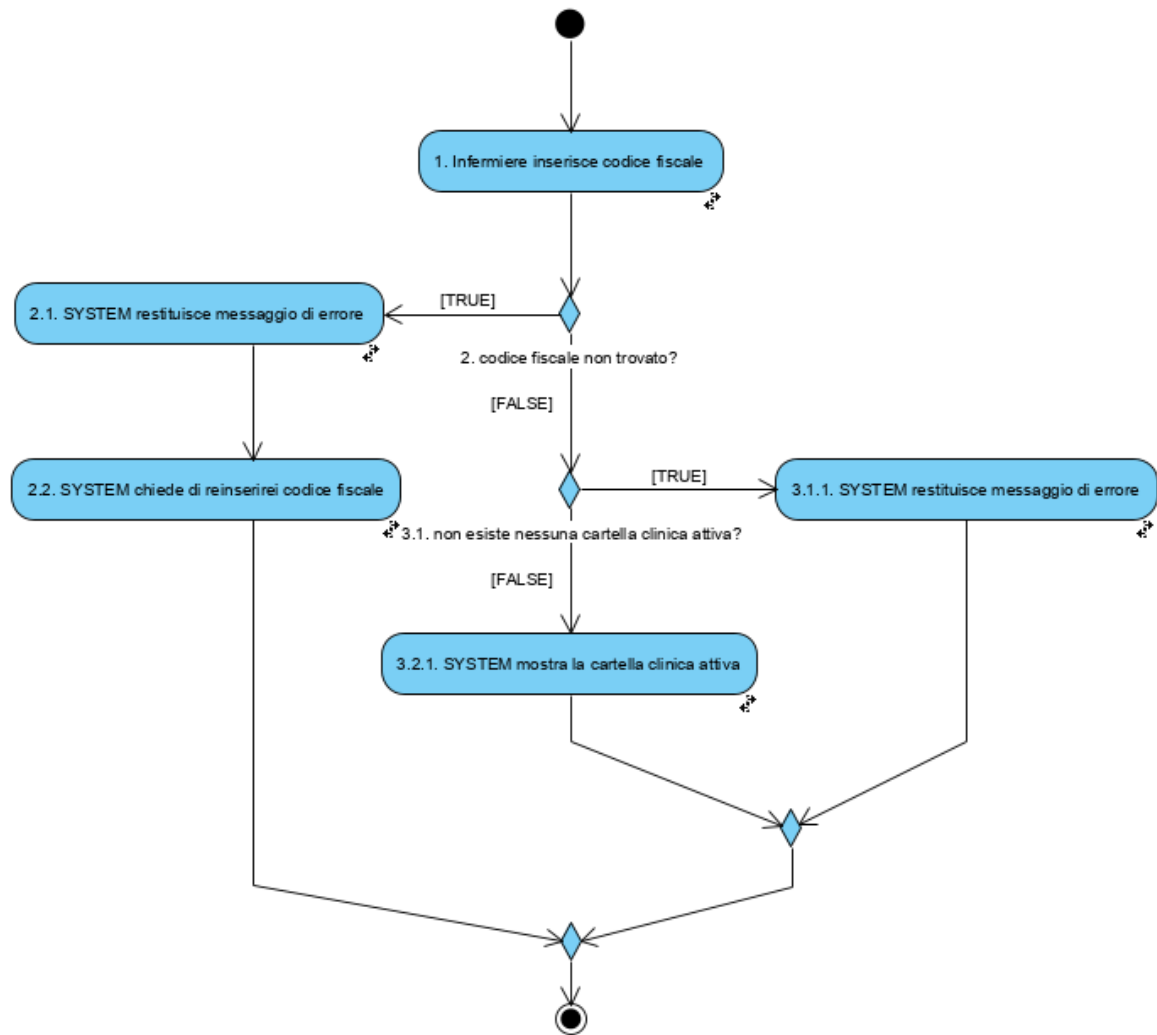 1. Infermiere inserisce codice fiscale
[TRUE]
2.1. SYSTEM restituisce messaggio di errore
2. codice fiscale non trovato?
[FALSE]
2.2. SYSTEM chiede di reinserirei codice fiscale
[TRUE]
3.1.1. SYSTEM restituisce messaggio di errore
3.1. non esiste nessuna cartella clinica attiva?
[FALSE]
3.2.1. SYSTEM mostra la cartella clinica attiva